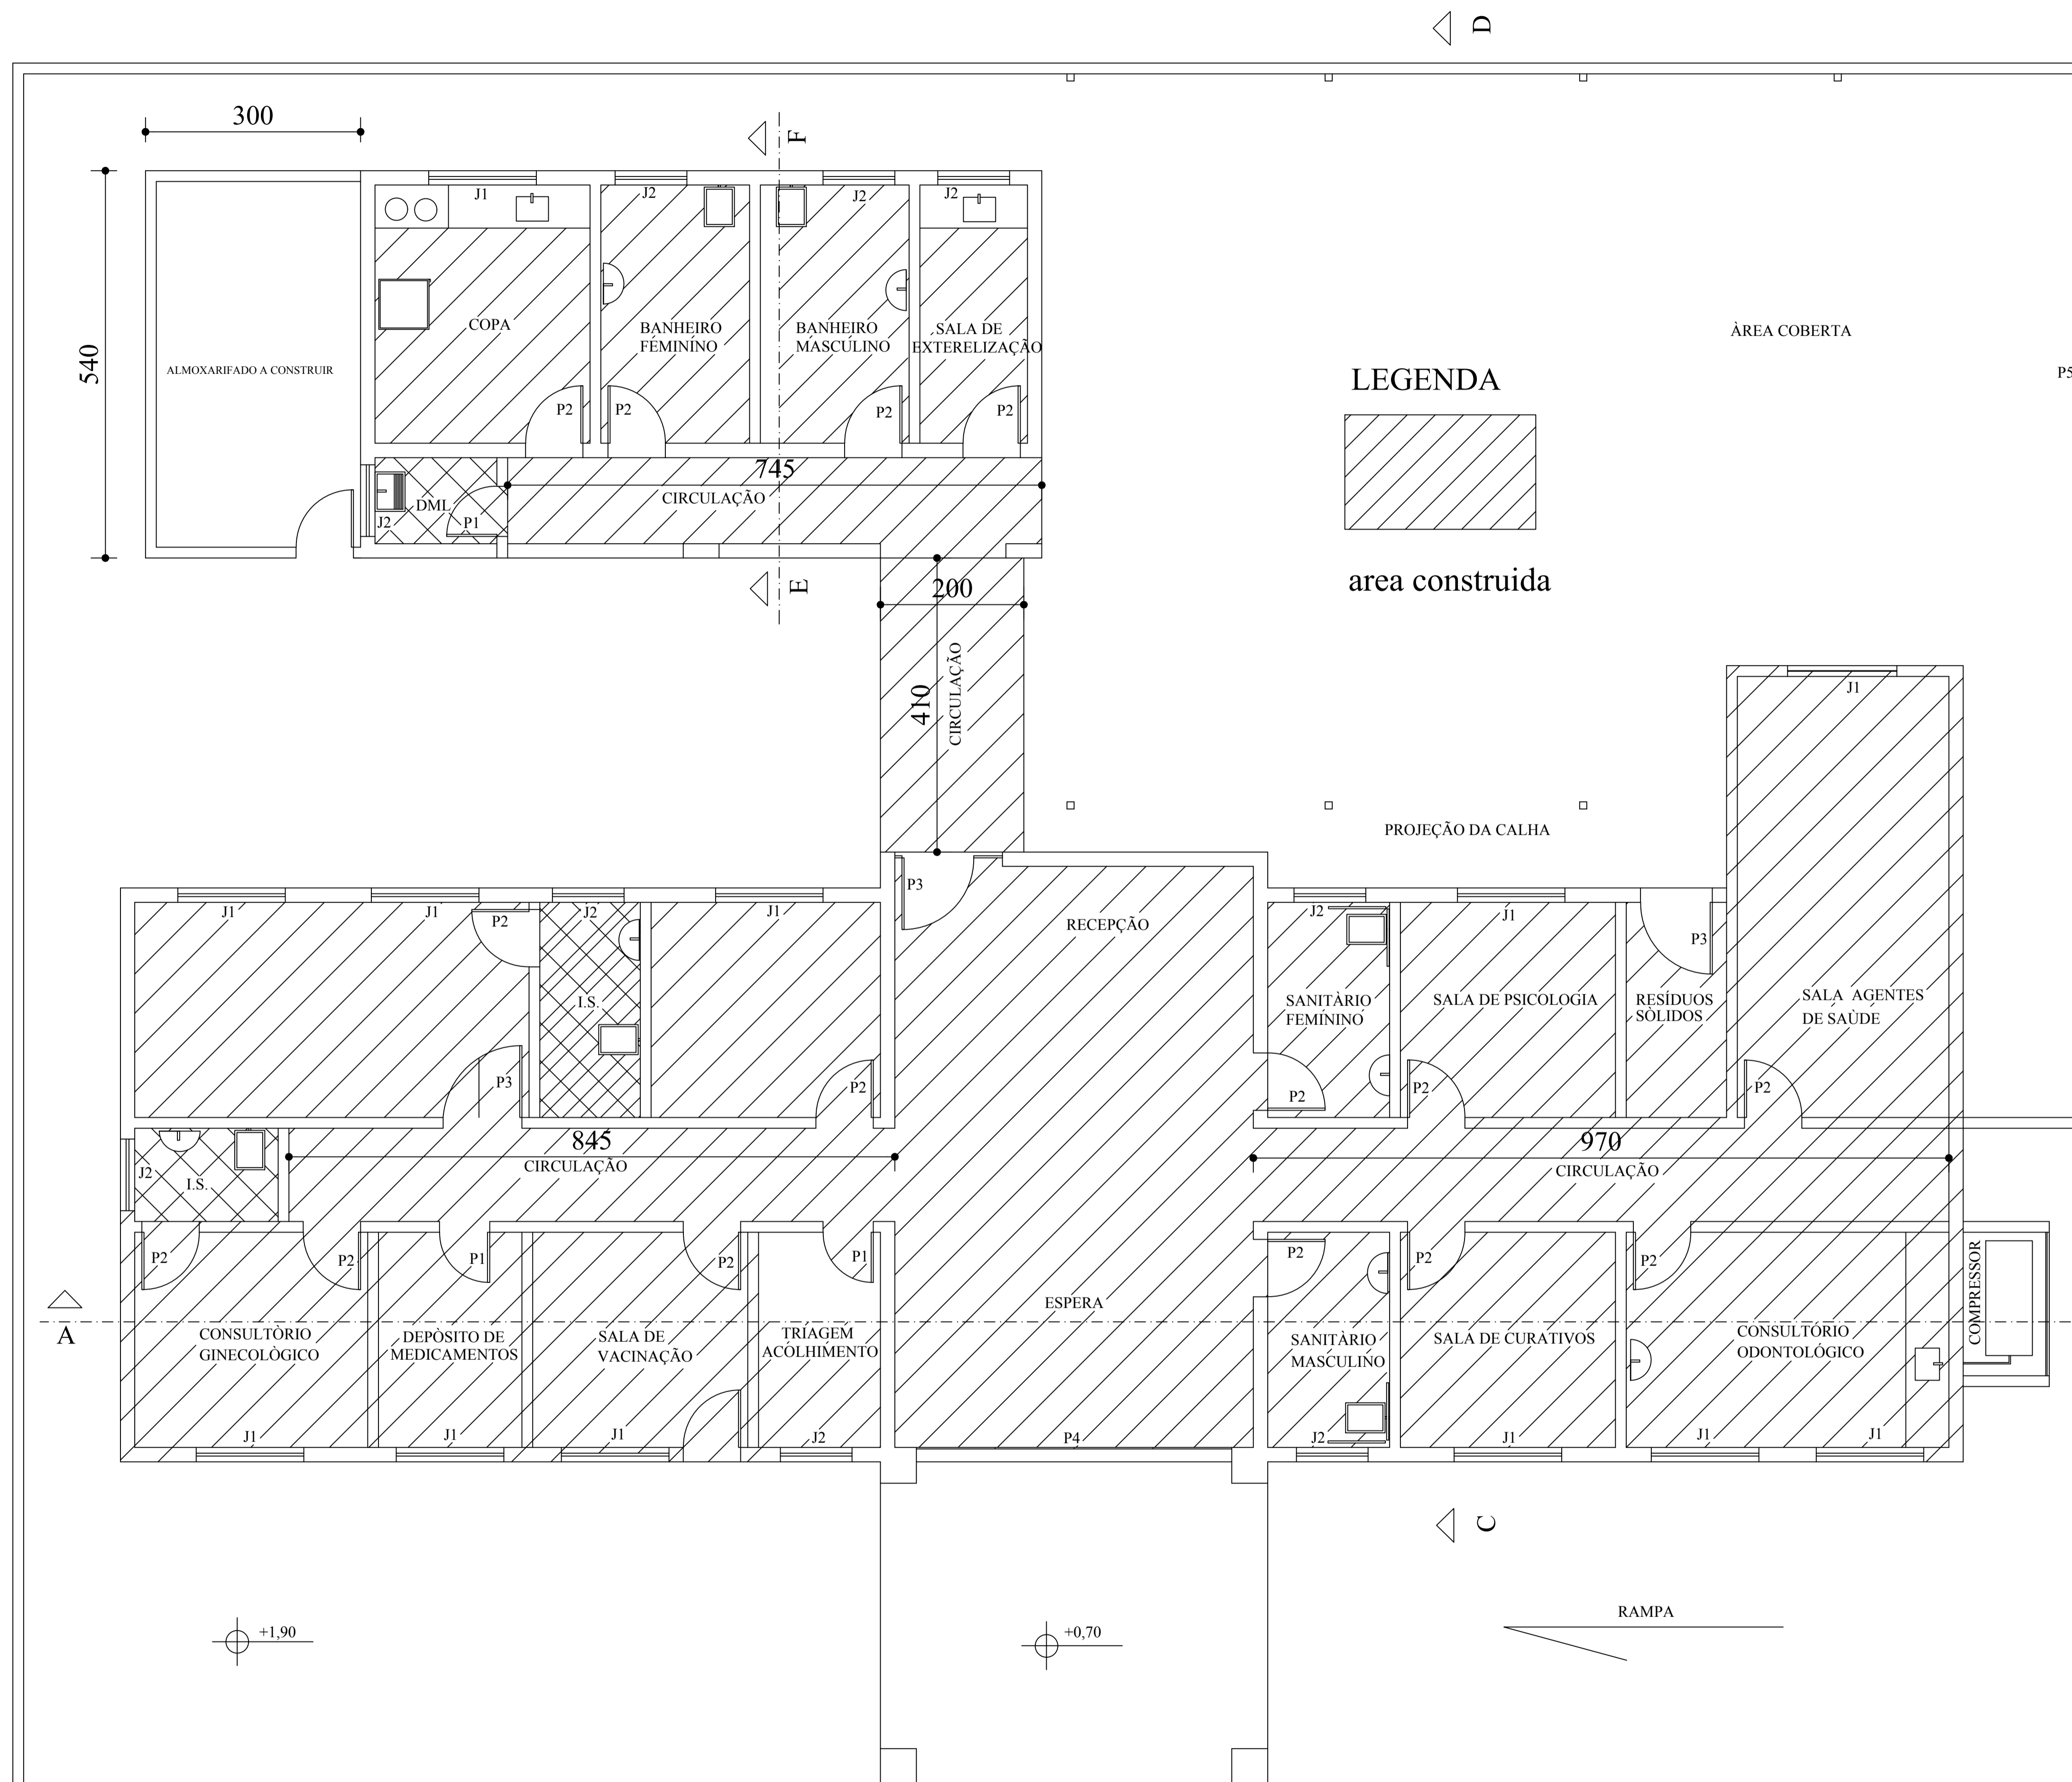 D
300
F
J1
J2
J2
J2
540
COPA
BANHEIRO
FÉMINÍNO
BANHEIRO
MASCULINO
SALA DE
EXTERELIZAÇÃO
ÀREA COBERTA
ALMOXARIFADO A CONSTRUIR
P5
LEGENDA
P2
P2
P2
P2
745
CIRCULAÇÃO
DML
J2
P1
area construida
E
200
CIRCULAÇÃO
410
J1
PROJEÇÃO DA CALHA
P3
J1
J1
P2
J2
J1
RECEPÇÃO
J2
J1
P3
I.S.
SANITÀRIO
FEMÍNINO
SALA DE PSICOLOGIA
RESÍDUOS
SÒLIDOS
SALA AGENTES
DE SAÙDE
P3
P2
P2
P2
P2
845
CIRCULAÇÃO
970
CIRCULAÇÃO
J2
I.S.
P2
P2
P1
P2
P1
P2
P2
P2
COMPRESSOR
ESPERA
A
CONSULTÒRIO
GINECOLÒGICO
DEPÒSITO DE
MEDICAMENTOS
SALA DE
VACINAÇÃO
TRIAGEM
ACOLHIMENTO
SANITÀRIO
MASCULINO
SALA DE CURATIVOS
CONSULTÓRIO
ODONTOLÓGICO
J1
J1
J1
J2
P4
J2
J1
J1
J1
C
+1,90
+0,70
RAMPA